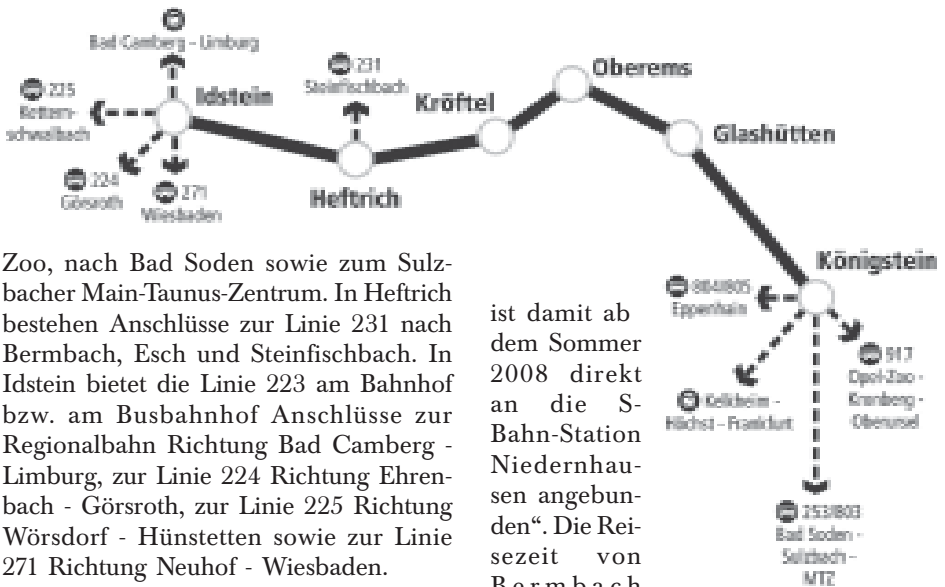 Bad Camberg - Limburg
231
Steinfischbach
Oberems
225
Idstein
Kröftel
schwalbach
Glashütten
224
Görsroth
271
Wiesbaden
Heftrich
Königstein
Zoo, nach Bad Soden sowie zum Sulz-
bacher Main-Taunus-Zentrum. In Heftrich
bestehen Anschlüsse zur Linie 231 nach
Bermbach, Esch und Steinfischbach. In
Idstein bietet die Linie 223 am Bahnhof
bzw. am Busbahnhof Anschlüsse zur
Regionalbahn Richtung Bad Camberg -
Limburg, zur Linie 224 Richtung Ehren-
bach - Görsroth, zur Linie 225 Richtung
Wörsdorf - Hünstetten sowie zur Linie
271 Richtung Neuhof - Wiesbaden.
ist damit ab
dem Sommer
2008 direkt
an die S-
Bahn-Station
Niedernhau-
sen angebun-
den“. Die Rei-
sezeit von
Bermbach
804/805
Eppenhain
917
Opel-Zoo -
Kronberg -
Oberursel
Kelkheim -
Höchst - Frankfurt
253/803
Bad Soden -
Sulzbach -
MTZ